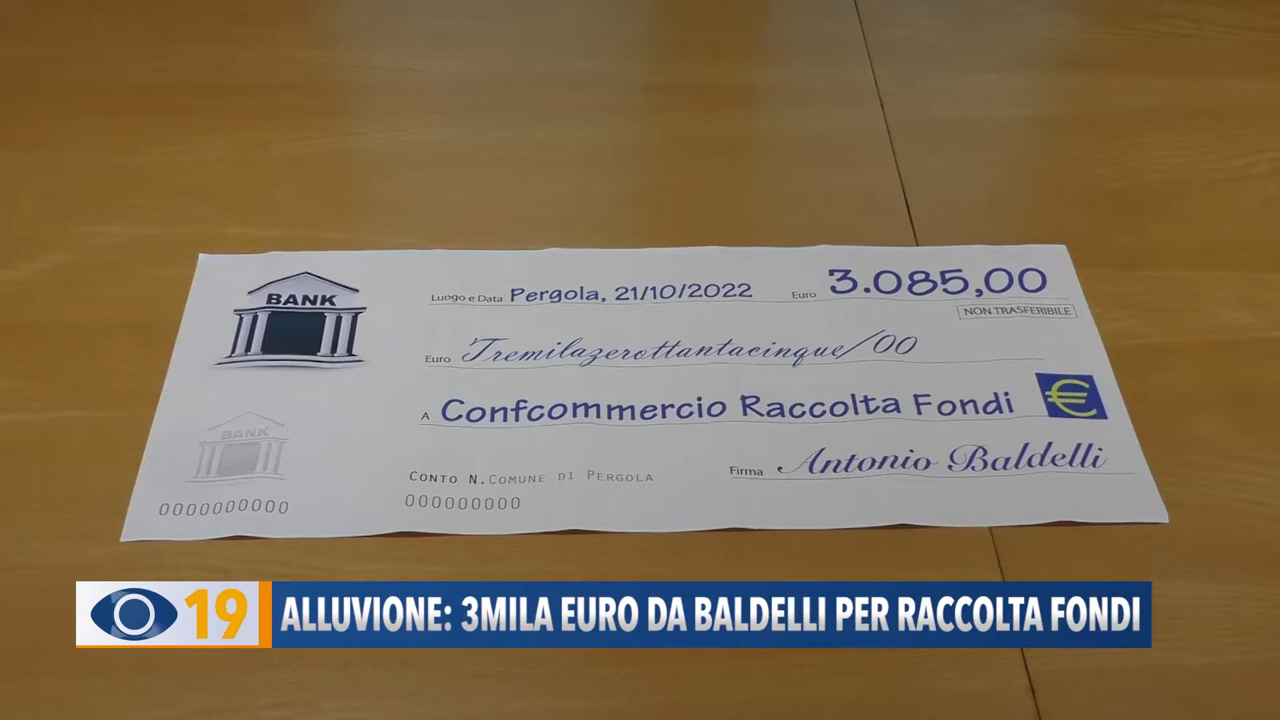 BANK
Luogo e Data Pergola, 21/10/2022 Euro 3.085,00
NON TRASFERIBILE
Euro Tremilazerottantacinque/00
A Confcommercio Raccolta Fondi €
BANK
Firma Antonio Baldelli
CONTO N. COMUNE DI PERGOLA
0000000000 000000000
19 ALLUVIONE: 3MILA EURO DA BALDELLI PER RACCOLTA FONDI